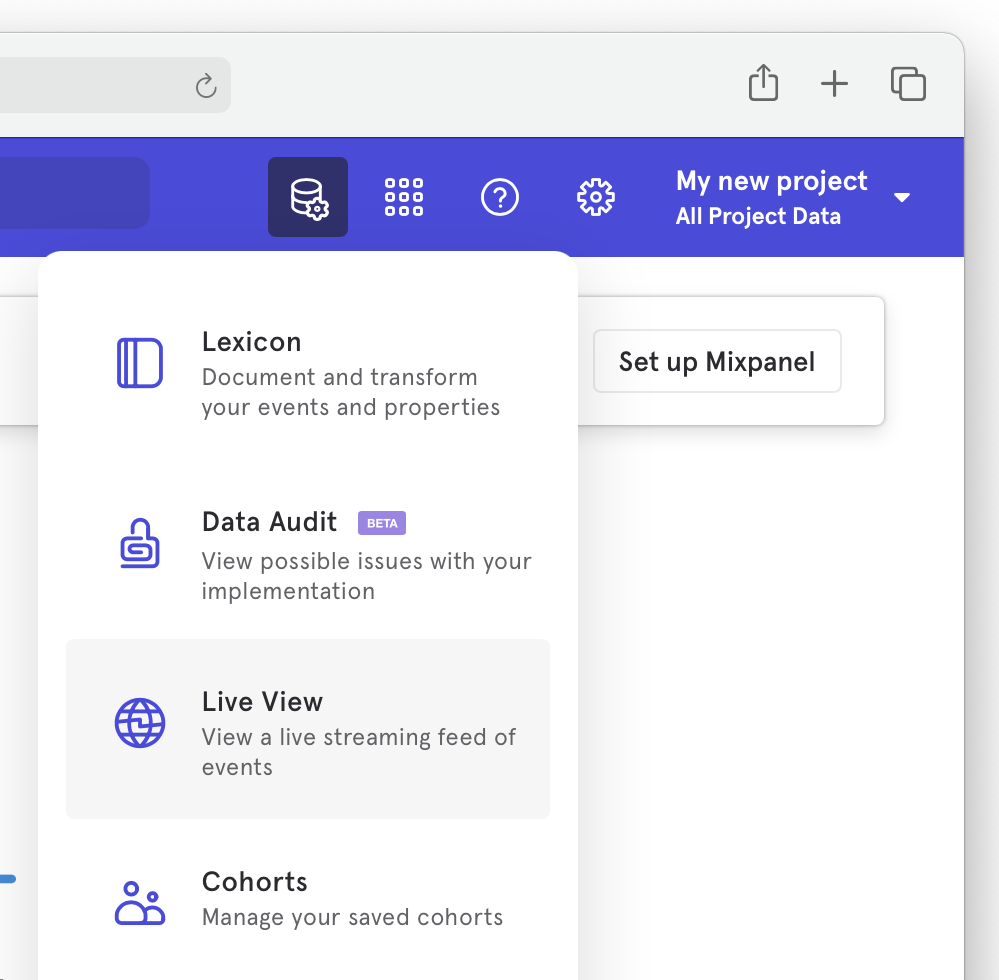 My new project
All Project Data
Set up Mixpanel
Lexicon
Document and transform
your events and properties
Data Audit BETA
View possible issues with your
implementation
Live View
View a live streaming feed of
events
Cohorts
Manage your saved cohorts